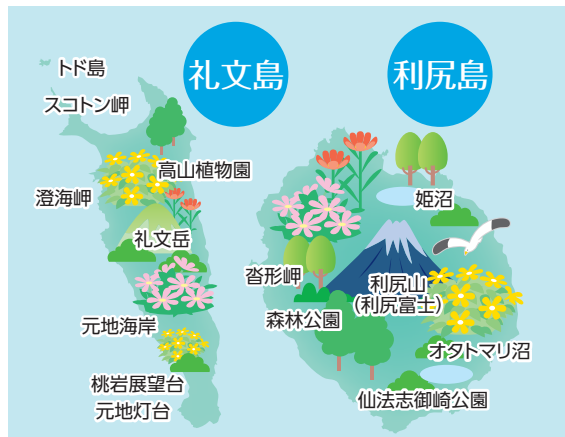 礼文島
トド島
スコトン岬
高山植物園
澄海岬
礼文岳
元地海岸
桃岩展望台
元地灯台
利尻島
姫沼
沓形岬
利尻山
(利尻富士)
森林公園
オタトマリ沼
仙法志御崎公園